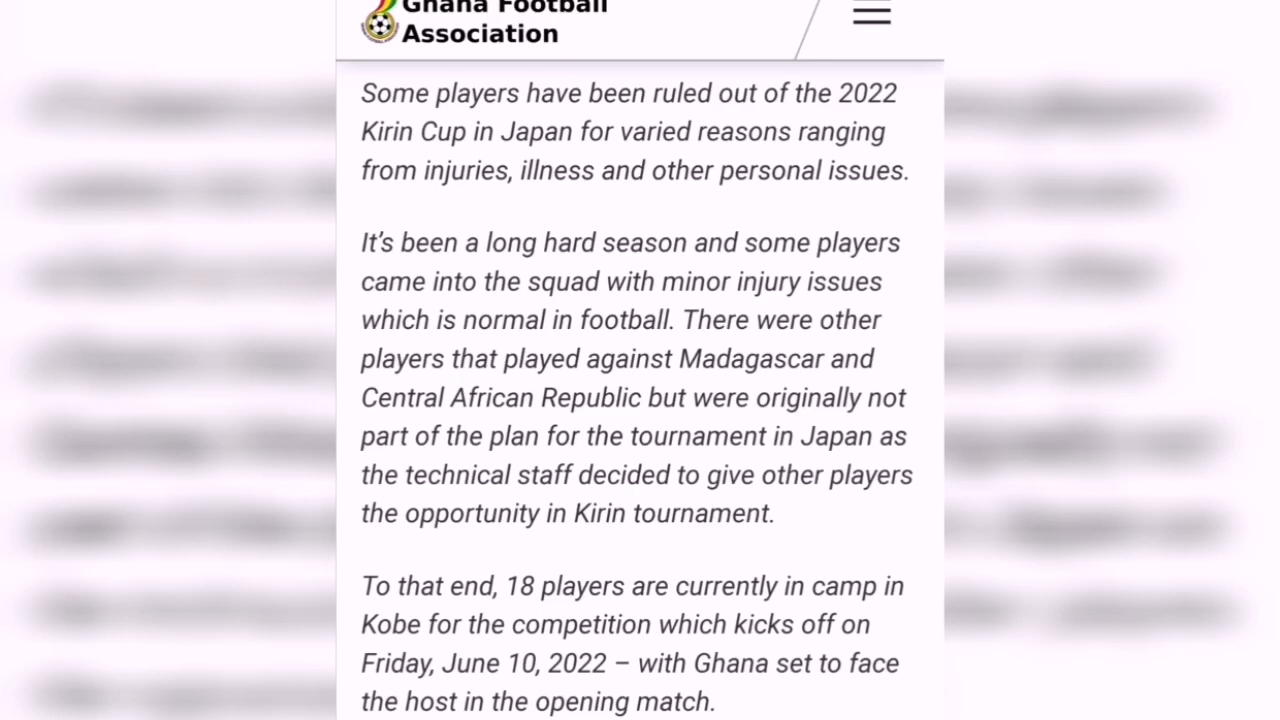 Ghana Football
Association
Some players have been ruled out of the 2022
Kirin Cup in Japan for varied reasons ranging
from injuries, illness and other personal issues.
It’s been a long hard season and some players
came into the squad with minor injury issues
which is normal in football. There were other
players that played against Madagascar and
Central African Republic but were originally not
part of the plan for the tournament in Japan as
the technical staff decided to give other players
the opportunity in Kirin tournament.
To that end, 18 players are currently in camp in
Kobe for the competition which kicks off on
Friday, June 10, 2022 – with Ghana set to face
the host in the opening match.